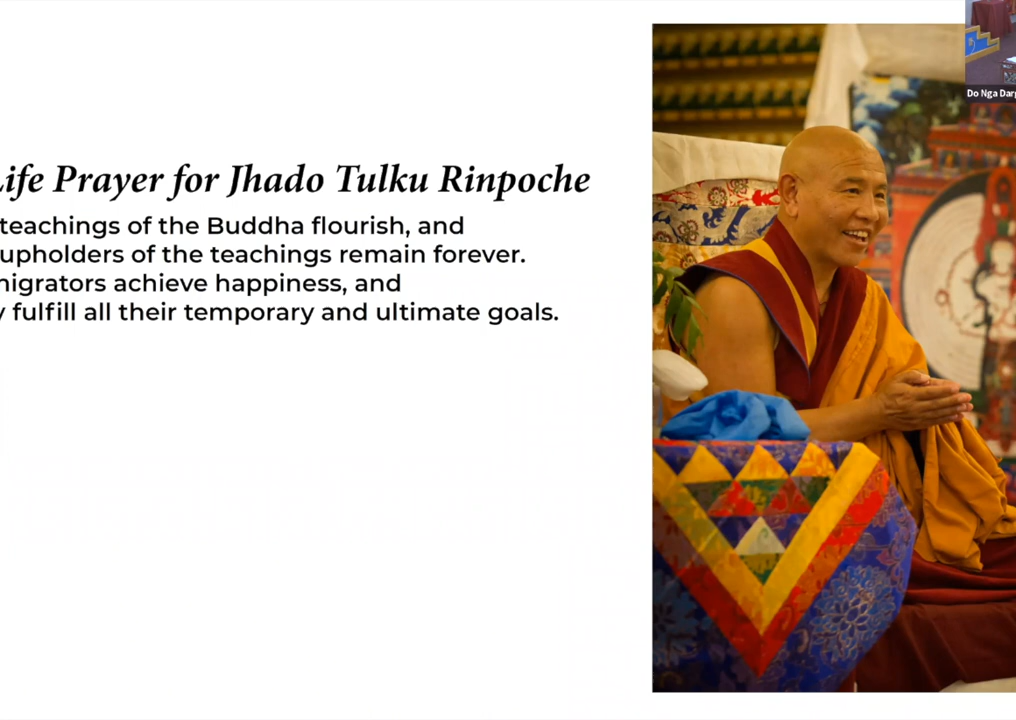 ife Prayer for Jhado Tulku Rinpoche
teachings of the Buddha flourish, and
upholders of the teachings remain forever.
migrators achieve happiness, and
y fulfill all their temporary and ultimate goals.
Do Nga Darg